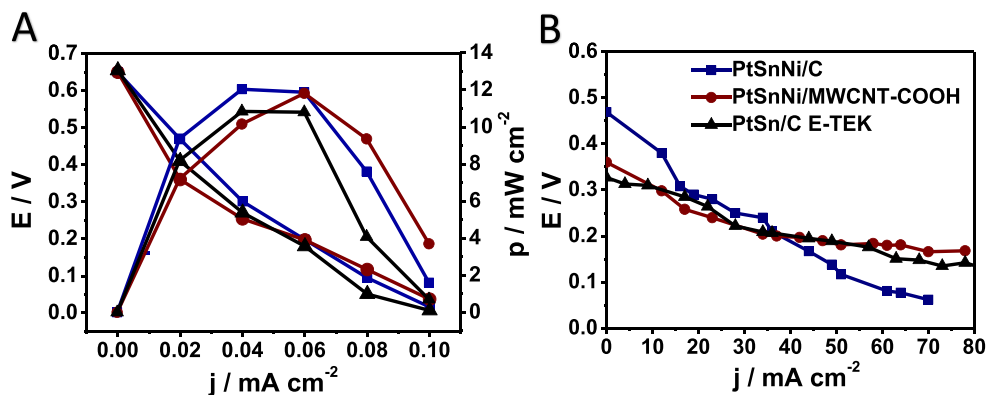 A
E / V
0.7
0.6
0.5
0.4
0.3
0.2
0.1
0.0
14
12
10
8
6
4
2
0
p / mW cm-2
0.00 0.02 0.04 0.06 0.08 0.10
j / mA cm-2
B
E / V
0.6
0.5
0.4
0.3
0.2
0.1
0.0
PtSnNi/C
PtSnNi/MWCNT-COOH
PtSn/C E-TEK
0 10 20 30 40 50 60 70 80
j / mA cm-2